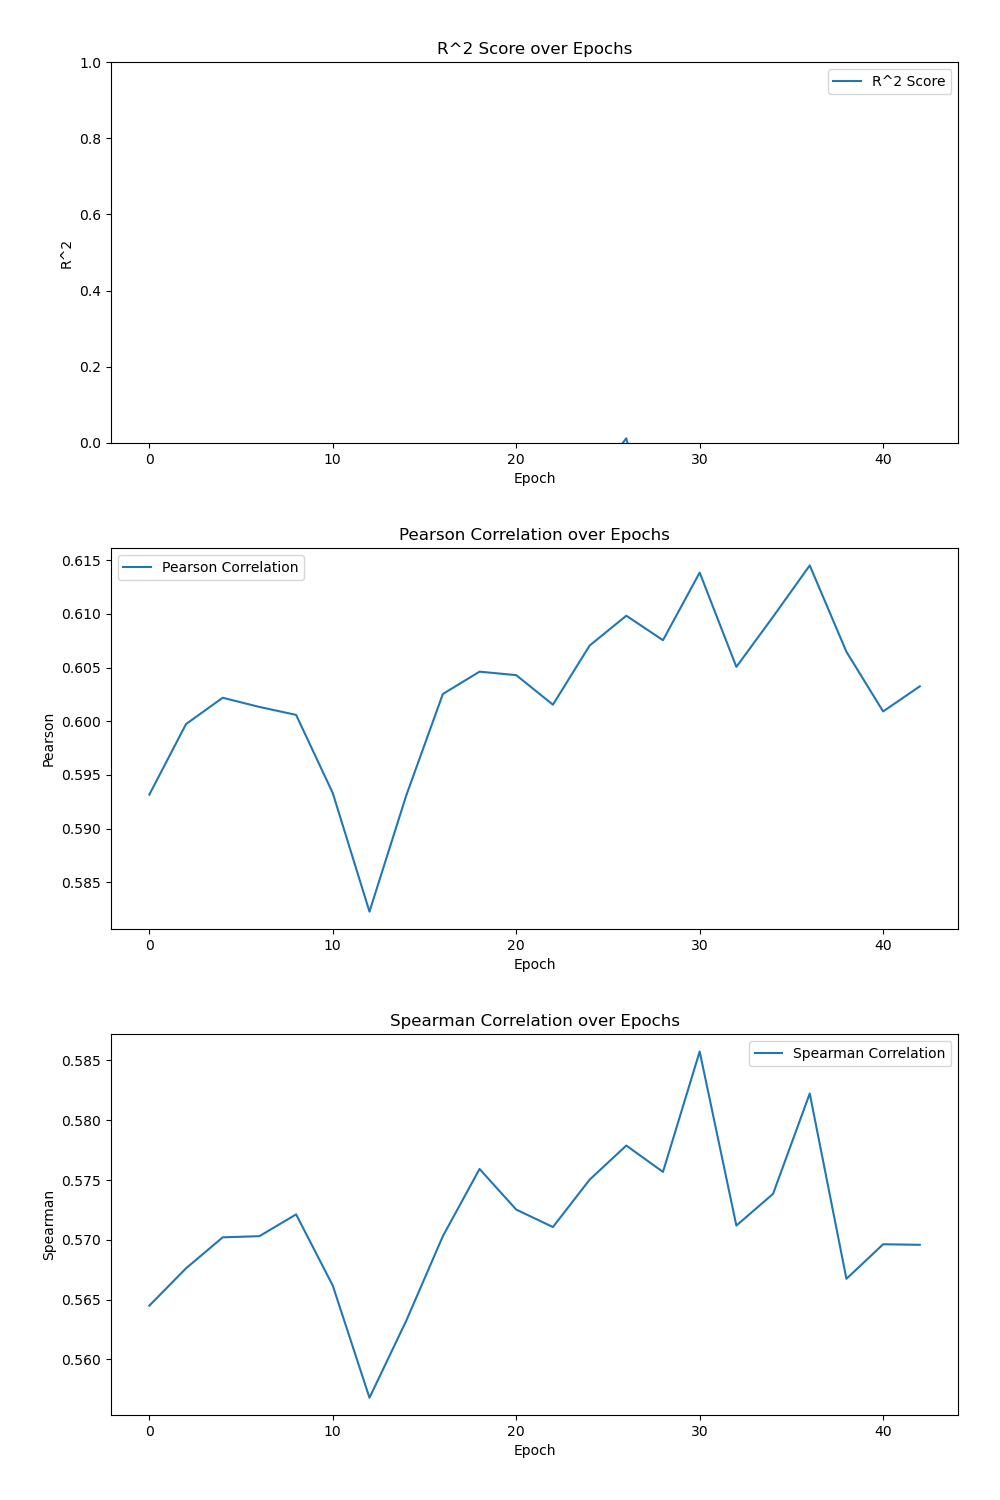 R^2 Score over Epochs
R^2 Score
1.0
0.8
0.6
0.4
0.2
0.0
R^2
0 10 20 30 40
Epoch
Pearson Correlation over Epochs
Pearson Correlation
0.615
0.610
0.605
0.600
0.595
0.590
0.585
Pearson
0 10 20 30 40
Epoch
Spearman Correlation over Epochs
Spearman Correlation
0.585
0.580
0.575
0.570
0.565
0.560
Spearman
0 10 20 30 40
Epoch